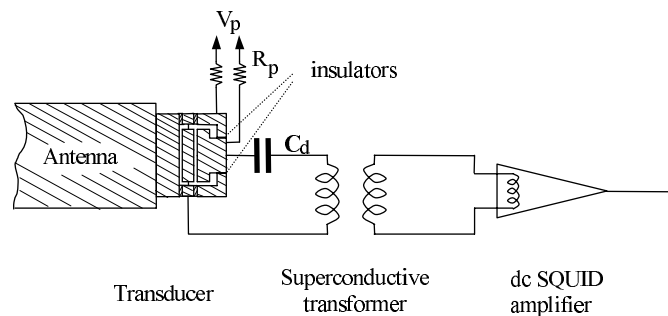 Vp
Rp
insulators
Cd
Antenna
Transducer
Superconductive
transformer
dc SQUID
amplifier